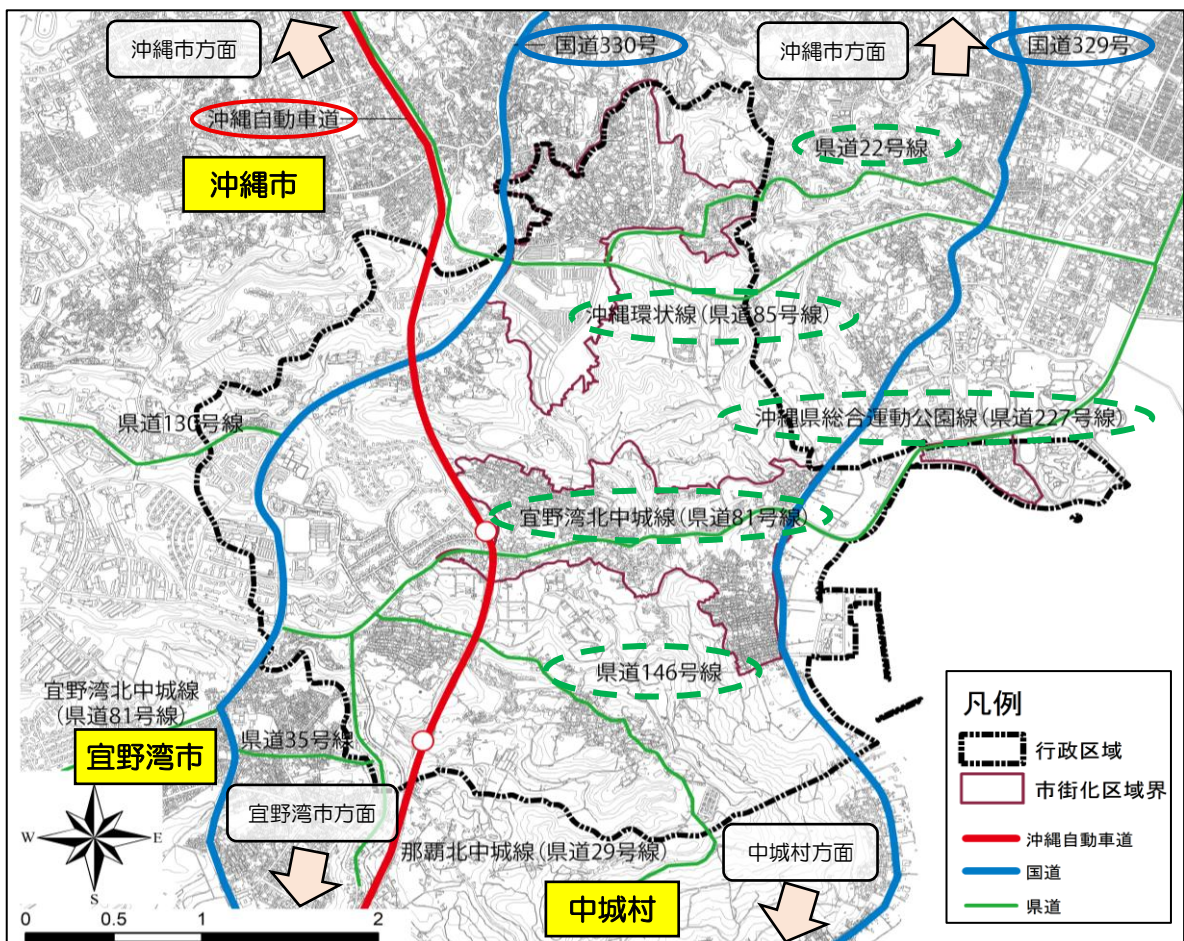 沖縄市方面
国道330号
沖縄市方面
国道329号
沖縄自動車道
沖縄市
県道22号線
沖縄環状線(県道85号線)
県道130号線
沖縄県総合運動公園線(県道227号線)
宜野湾北中城線(県道81号線)
県道146号線
宜野湾北中城線
(県道81号線)
県道35号線
宜野湾市
宜野湾市方面
那覇北中城線(県道29号線)
中城村方面
中城村
N
W
E
S
0
0.5
1
2
凡例
行政区域
市街化区域界
沖縄自動車道
国道
県道